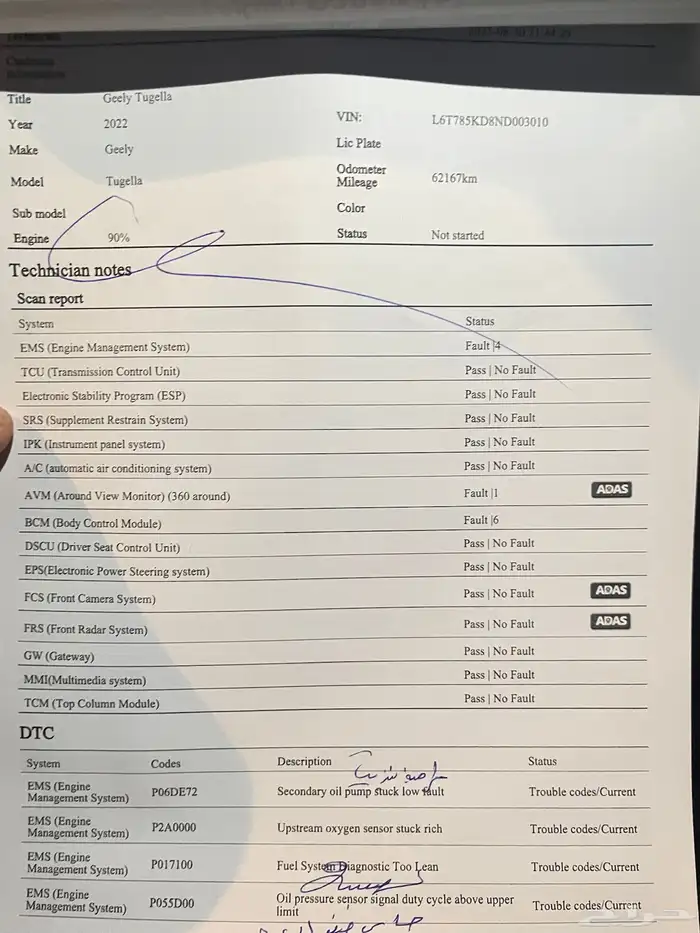 Title Geely Tugella
Year 2022 VIN: L6T785KD8ND003010
Make Geely Lic Plate
Model Tugella Odometer Mileage 62167km
Sub model Color
Engine 90% Status Not started
Technician notes
Scan report
System Status
EMS (Engine Management System) Fault |4
TCU (Transmission Control Unit) Pass | No Fault
Electronic Stability Program (ESP) Pass | No Fault
SRS (Supplement Restrain System) Pass | No Fault
IPK (Instrument panel system) Pass | No Fault
A/C (automatic air conditioning system) Pass | No Fault
AVM (Around View Monitor) (360 around) Fault |1 ADAS
BCM (Body Control Module) Fault |6
DSCU (Driver Seat Control Unit) Pass | No Fault
EPS(Electronic Power Steering system) Pass | No Fault
FCS (Front Camera System) Pass | No Fault ADAS
FRS (Front Radar System) Pass | No Fault ADAS
GW (Gateway) Pass | No Fault
MMI(Multimedia system) Pass | No Fault
TCM (Top Column Module) Pass | No Fault
DTC
System Codes Description Status
EMS (Engine
Management System) P06DE72 Secondary oil pump stuck low fault Trouble codes/Current
EMS (Engine
Management System) P2A0000 Upstream oxygen sensor stuck rich Trouble codes/Current
EMS (Engine
Management System) P017100 Fuel System Diagnostic Too Lean Trouble codes/Current
EMS (Engine
Management System) P055D00 Oil pressure sensor signal duty cycle above upper
limit Trouble codes/Current
حراج